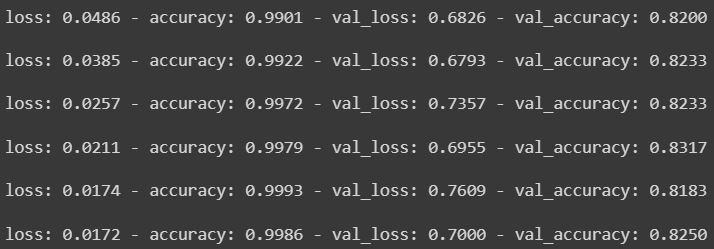 loss: 0.0486 - accuracy: 0.9901 - val_loss: 0.6826 - val_accuracy: 0.8200
loss: 0.0385 - accuracy: 0.9922 - val_loss: 0.6793 - val_accuracy: 0.8233
loss: 0.0257 - accuracy: 0.9972 - val_loss: 0.7357 - val_accuracy: 0.8233
loss: 0.0211 - accuracy: 0.9979 - val_loss: 0.6955 - val_accuracy: 0.8317
loss: 0.0174 - accuracy: 0.9993 - val_loss: 0.7609 - val_accuracy: 0.8183
loss: 0.0172 - accuracy: 0.9986 - val_loss: 0.7000 - val_accuracy: 0.8250